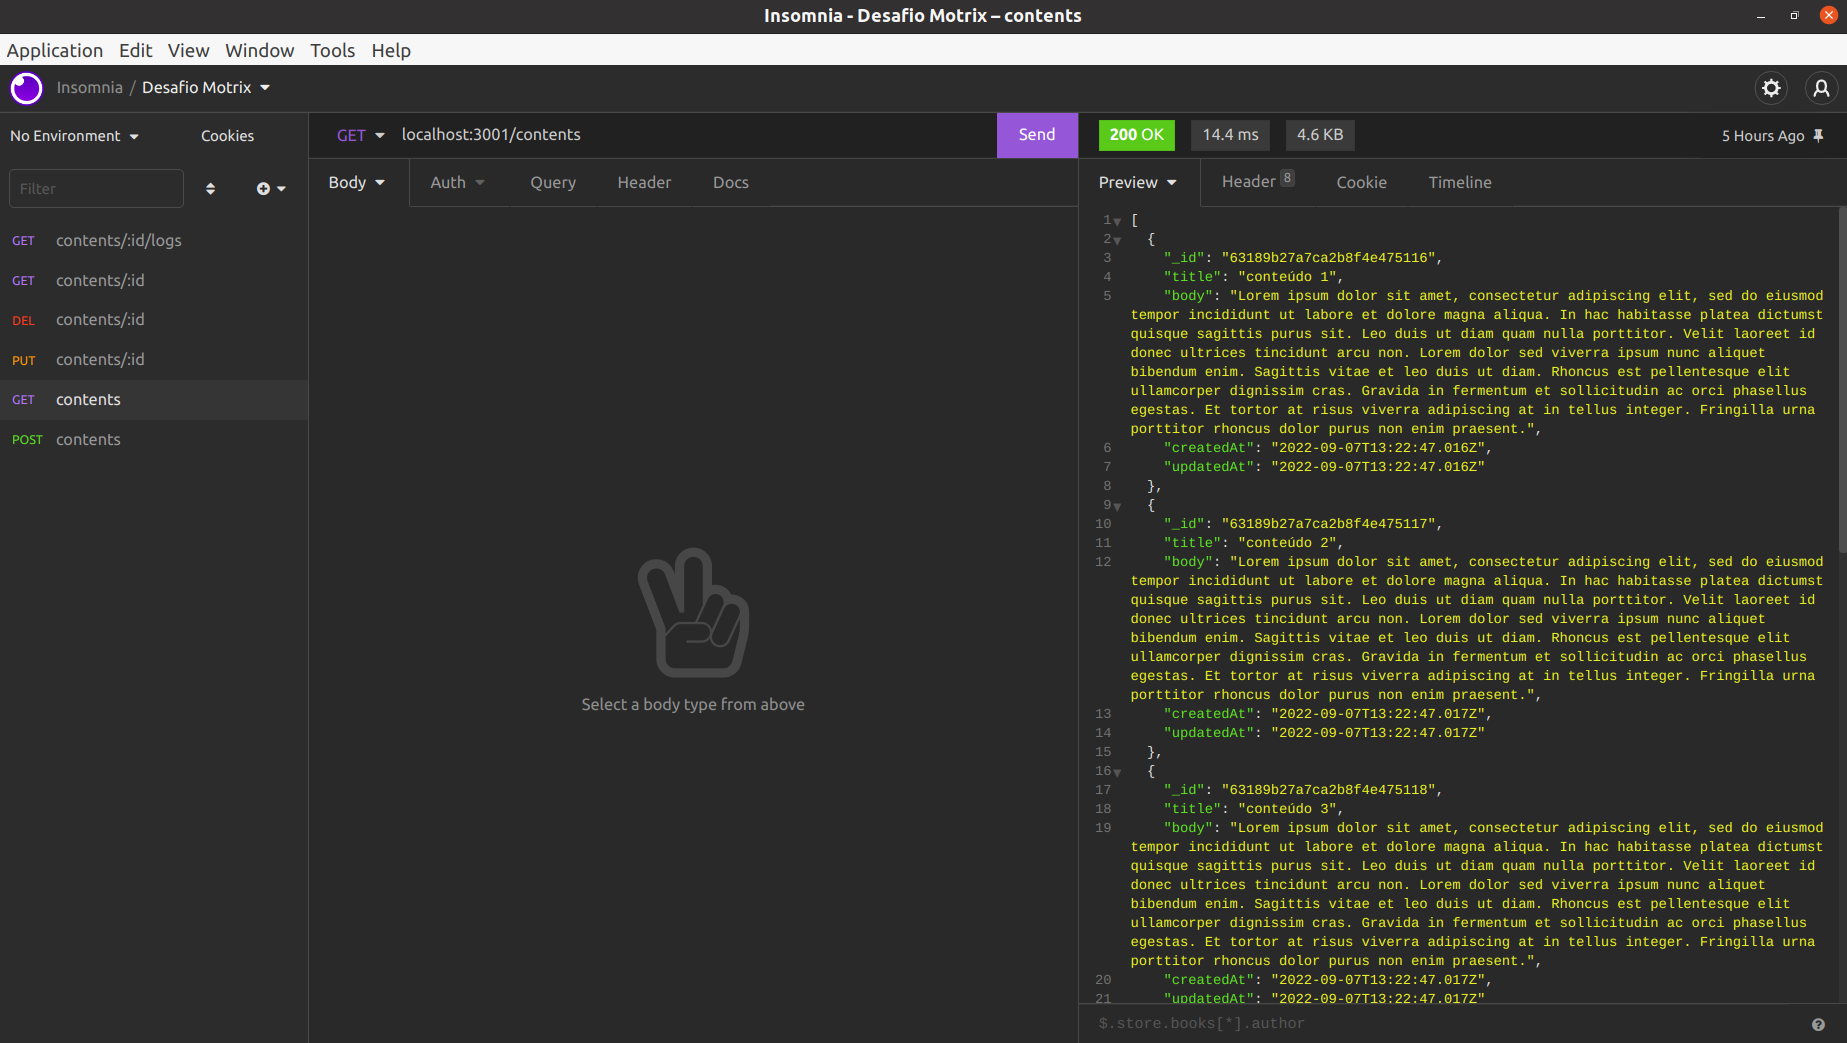 Insomnia - Desafio Motrix – contents
Application Edit View Window Tools Help
Insomnia / Desafio Motrix
No Environment Cookies
Filter
GET contents/:id/logs
GET contents/:id
DEL contents/:id
PUT contents/:id
GET contents
POST contents
GET localhost:3001/contents Send
Body Auth Query Header Docs
Select a body type from above
200 OK 14.4 ms 4.6 KB 5 Hours Ago
Preview Header 8 Cookie Timeline
1 [
2 {
3 "_id": "63189b27a7ca2b8f4e475116",
4 "title": "conteúdo 1",
5 "body": "Lorem ipsum dolor sit amet, consectetur adipiscing elit, sed do eiusmod
tempor incididunt ut labore et dolore magna aliqua. In hac habitasse platea dictumst
quisque sagittis purus sit. Leo duis ut diam quam nulla porttitor. Velit laoreet id
donec ultrices tincidunt arcu non. Lorem dolor sed viverra ipsum nunc aliquet
bibendum enim. Sagittis vitae et leo duis ut diam. Rhoncus est pellentesque elit
ullamcorper dignissim cras. Gravida in fermentum et sollicitudin ac orci phasellus
egestas. Et tortor at risus viverra adipiscing at in tellus integer. Fringilla urna
porttitor rhoncus dolor purus non enim praesent.",
6 "createdAt": "2022-09-07T13:22:47.016Z",
7 "updatedAt": "2022-09-07T13:22:47.016Z"
8 },
9 {
10 "_id": "63189b27a7ca2b8f4e475117",
11 "title": "conteúdo 2",
12 "body": "Lorem ipsum dolor sit amet, consectetur adipiscing elit, sed do eiusmod
tempor incididunt ut labore et dolore magna aliqua. In hac habitasse platea dictumst
quisque sagittis purus sit. Leo duis ut diam quam nulla porttitor. Velit laoreet id
donec ultrices tincidunt arcu non. Lorem dolor sed viverra ipsum nunc aliquet
bibendum enim. Sagittis vitae et leo duis ut diam. Rhoncus est pellentesque elit
ullamcorper dignissim cras. Gravida in fermentum et sollicitudin ac orci phasellus
egestas. Et tortor at risus viverra adipiscing at in tellus integer. Fringilla urna
porttitor rhoncus dolor purus non enim praesent.",
13 "createdAt": "2022-09-07T13:22:47.017Z",
14 "updatedAt": "2022-09-07T13:22:47.017Z"
15 },
16 {
17 "_id": "63189b27a7ca2b8f4e475118",
18 "title": "conteúdo 3",
19 "body": "Lorem ipsum dolor sit amet, consectetur adipiscing elit, sed do eiusmod
tempor incididunt ut labore et dolore magna aliqua. In hac habitasse platea dictumst
quisque sagittis purus sit. Leo duis ut diam quam nulla porttitor. Velit laoreet id
donec ultrices tincidunt arcu non. Lorem dolor sed viverra ipsum nunc aliquet
bibendum enim. Sagittis vitae et leo duis ut diam. Rhoncus est pellentesque elit
ullamcorper dignissim cras. Gravida in fermentum et sollicitudin ac orci phasellus
egestas. Et tortor at risus viverra adipiscing at in tellus integer. Fringilla urna
porttitor rhoncus dolor purus non enim praesent.",
20 "createdAt": "2022-09-07T13:22:47.017Z",
21 "updatedAt": "2022-09-07T13:22:47.017Z"
$.store.books[*].author